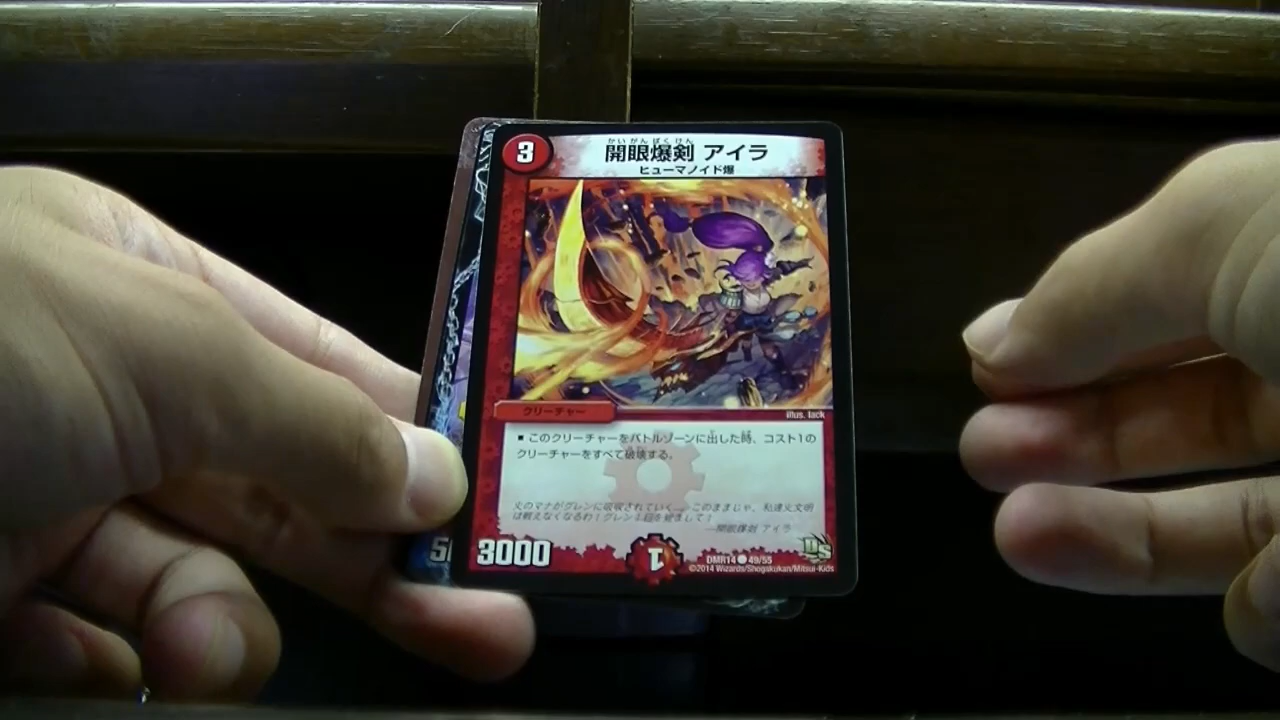 3
かいがんばくけん
開眼爆剣 アイラ
ヒューマノイド爆
クリーチャー
illus. tack
■ このクリーチャーをバトルゾーンに出した時、コスト1の
クリーチャーをすべて破壊する。
火のマナがグレンに吸収されていく…。このままじゃ、私達火文明
は戦えなくなるわ!グレン!目を覚まして!
—開眼爆剣 アイラ
3000
1
DS
DMR14 49/55
©2014 Wizards/Shogakukan/Mitsui-Kids